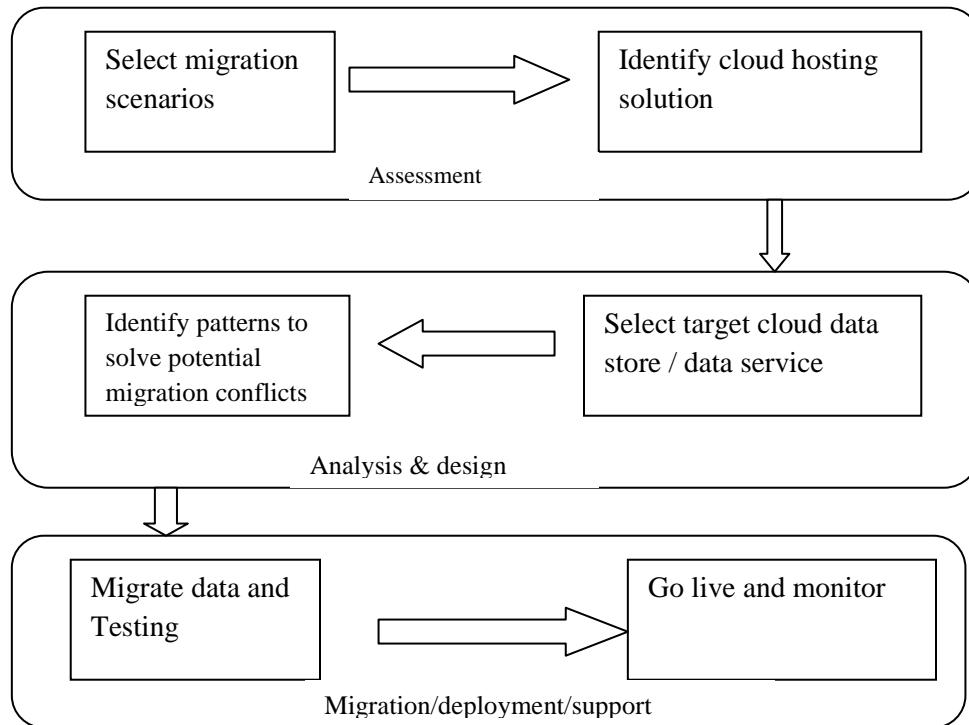 Select migration
scenarios
Identify cloud hosting
solution
Assessment
Identify patterns to
solve potential
migration conflicts
Select target cloud data
store / data service
Analysis & design
Migrate data and
Testing
Go live and monitor
Migration/deployment/support